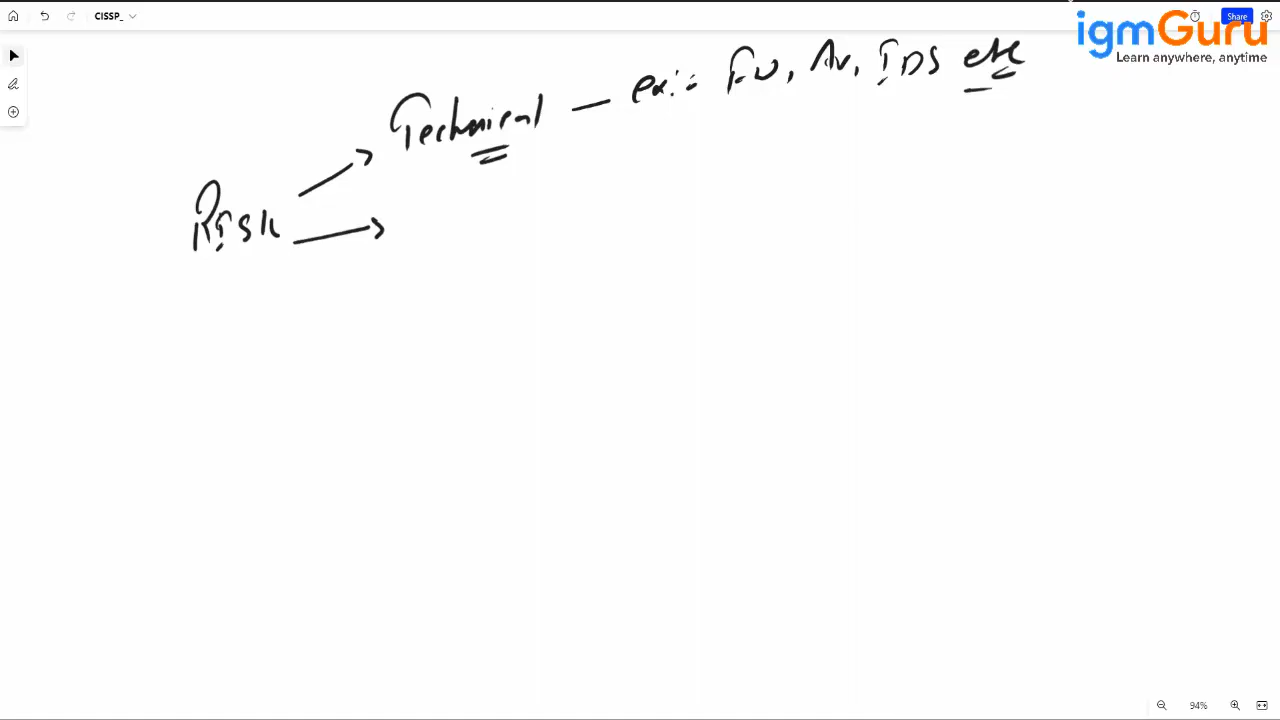 CISSP_
Share
igmGuru
Learn anywhere, anytime
Technical — ex:- FW, AV, IDS etc
Risk
94%